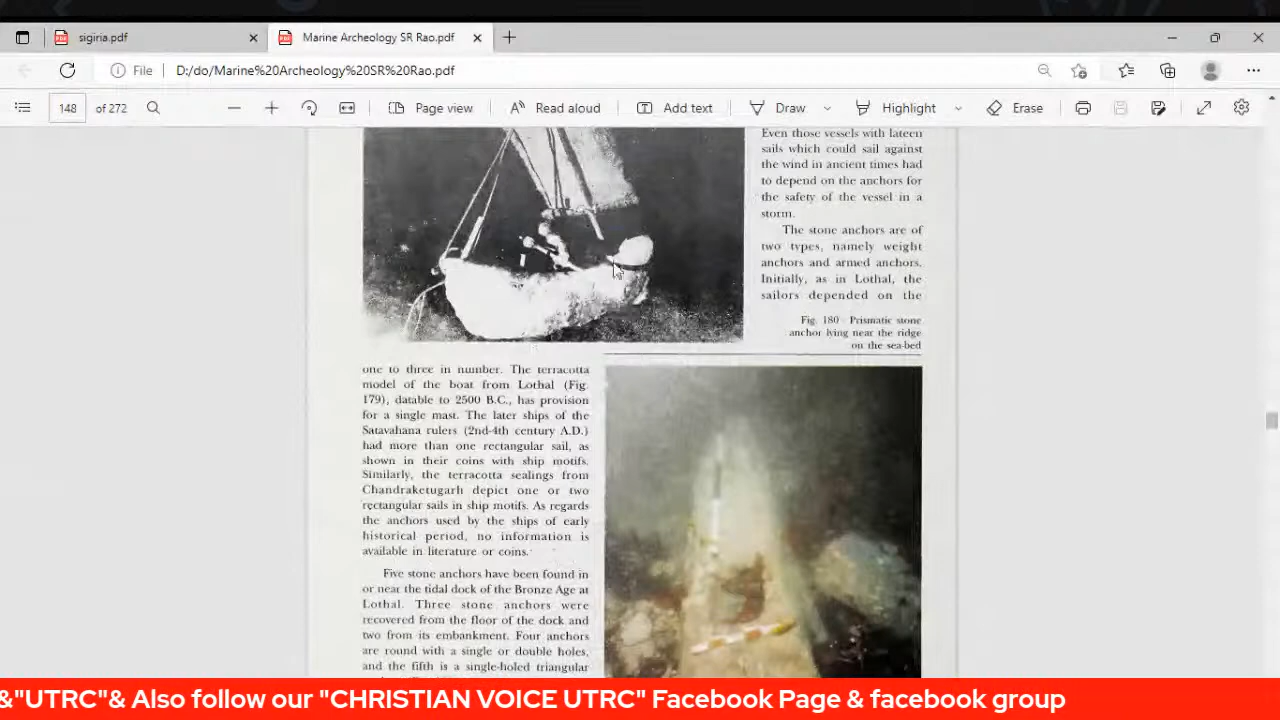 sigiria.pdf
Marine Archeology SR Rao.pdf
File
D:/do/Marine%20Archeology%20SR%20Rao.pdf
148 of 272
Page view
Read aloud
Add text
Draw
Highlight
Erase
Even those vessels with lateen
sails which could sail against
the wind in ancient times had
to depend on the anchors for
the safety of the vessel in a
storm.
The stone anchors are of
two types, namely weight
anchors and armed anchors.
Initially, as in Lothal, the
sailors depended on the
Fig. 180 Prismatic stone
anchor lying near the ridge
on the sea-bed
one to three in number. The terracotta
model of the boat from Lothal (Fig.
179), datable to 2500 B.C., has provision
for a single mast. The later ships of the
Satavahana rulers (2nd-4th century A.D.)
had more than one rectangular sail, as
shown in their coins with ship motifs.
Similarly, the terracotta sealings from
Chandraketugarh depict one or two
rectangular sails in ship motifs. As regards
the anchors used by the ships of early
historical period, no information is
available in literature or coins.
Five stone anchors have been found in
or near the tidal dock of the Bronze Age at
Lothal. Three stone anchors were
recovered from the floor of the dock and
two from its embankment. Four anchors
are round with a single or double holes,
and the fifth is a single-holed triangular
&"UTRC"& Also follow our "CHRISTIAN VOICE UTRC" Facebook Page & facebook group